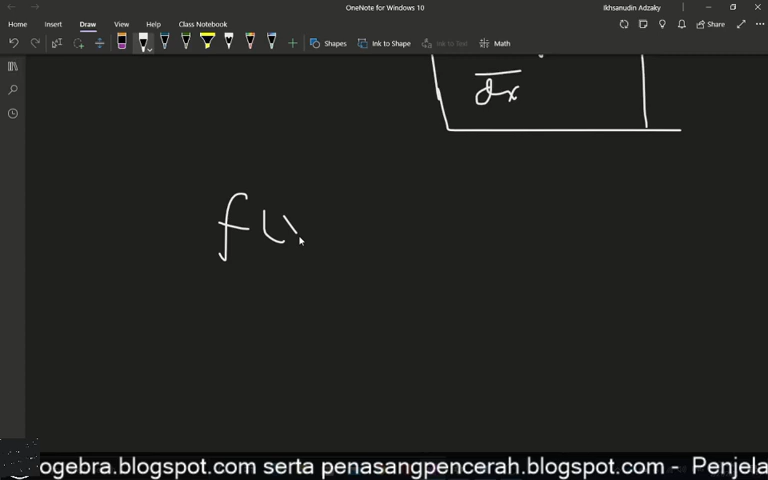 OneNote for Windows 10
Ikhsanudin Adzaky
Home Insert Draw View Help Class Notebook
Shapes Ink to Shape Ink to Text Math Share
dx
f(
ogebra.blogspot.com serta penasangpencerah.blogspot.com - Penjela